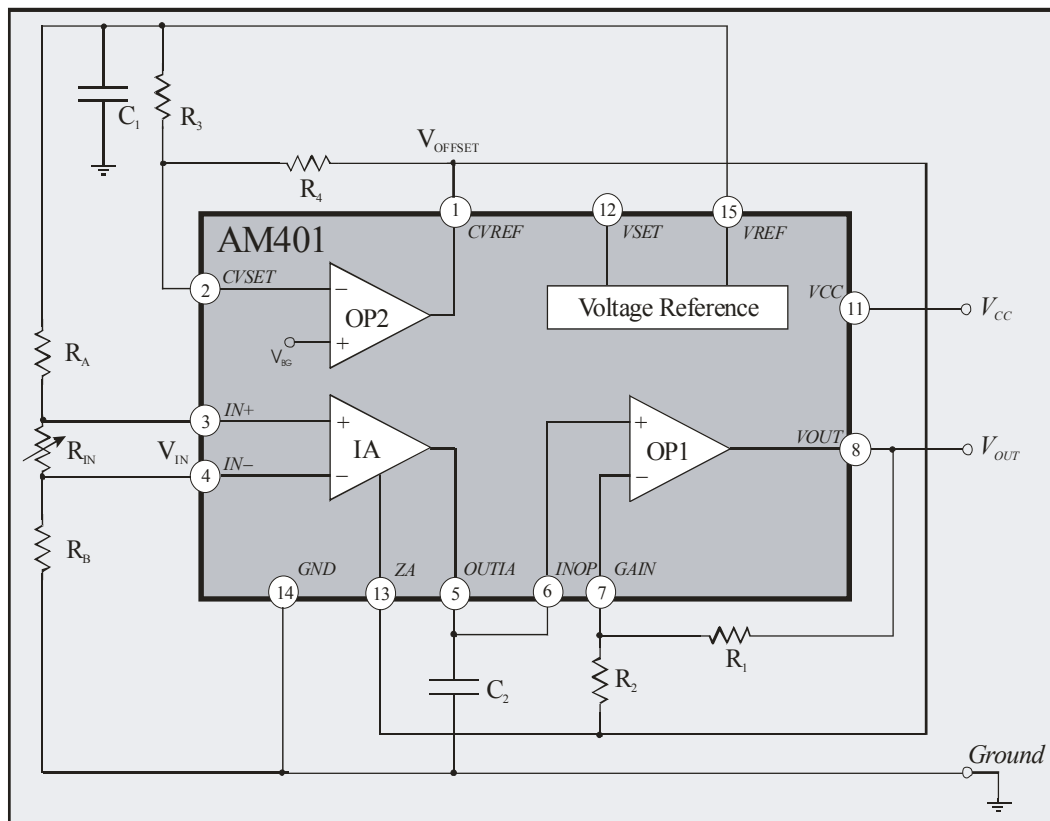 C1
R3
VOFFSET
R4
1
12
15
AM401
CVREF
VSET
VREF
2
CVSET
−
OP2
+
VBG
Voltage Reference
VCC
11
VCC
RA
3
IN+
+
IA
−
RIN
VIN
4
IN−
+
OP1
−
VOUT
8
VOUT
RB
GND
ZA
OUTIA
INOP
GAIN
14
13
5
6
7
R1
R2
C2
Ground